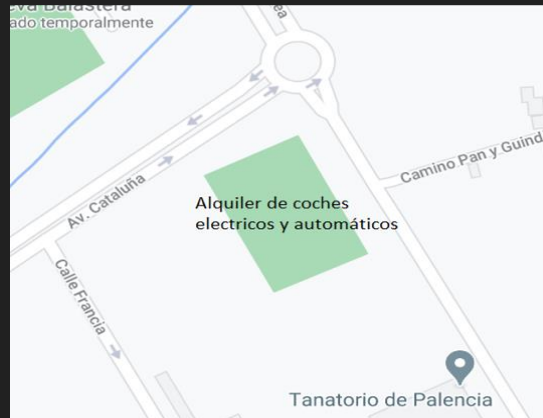 ado temporalmente
Av. Cataluña
Alquiler de coches
electricos y automáticos
Camino Pan y Guind
Calle Francia
Tanatorio de Palencia